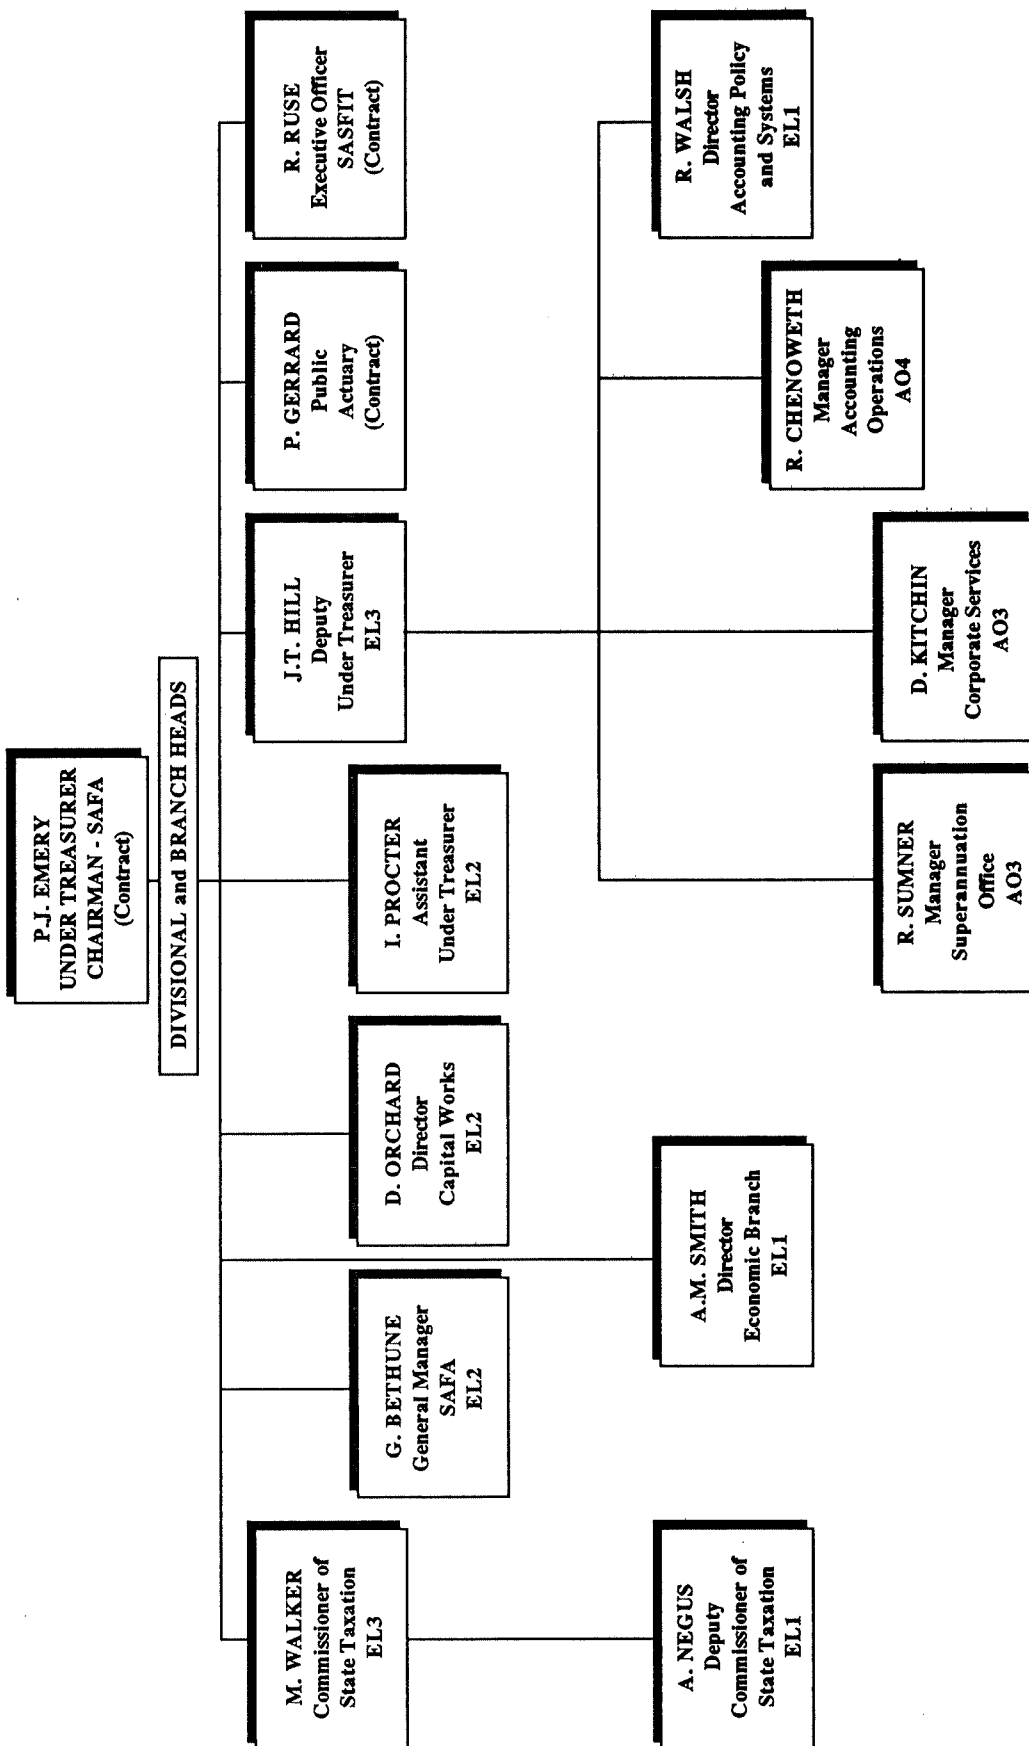 P.J. EMERY
UNDER TREASURER
CHAIRMAN - SAFA
(Contract)
DIVISIONAL and BRANCH HEADS
M. WALKER
Commissioner of
State Taxation
EL3
G. BETHUNE
General Manager
SAFA
EL2
D. ORCHARD
Director
Capital Works
EL2
I. PROCTER
Assistant
Under Treasurer
EL2
J.T. HILL
Deputy
Under Treasurer
EL3
P. GERRARD
Public
Actuary
(Contract)
R. RUSE
Executive Officer
SASFIT
(Contract)
A. NEGUS
Deputy
Commissioner of
State Taxation
EL1
A.M. SMITH
Director
Economic Branch
EL1
R. SUMNER
Manager
Superannuation
Office
AO3
D. KITCHIN
Manager
Corporate Services
AO3
R. CHENOWETH
Manager
Accounting
Operations
AO4
R. WALSH
Director
Accounting Policy
and Systems
EL1